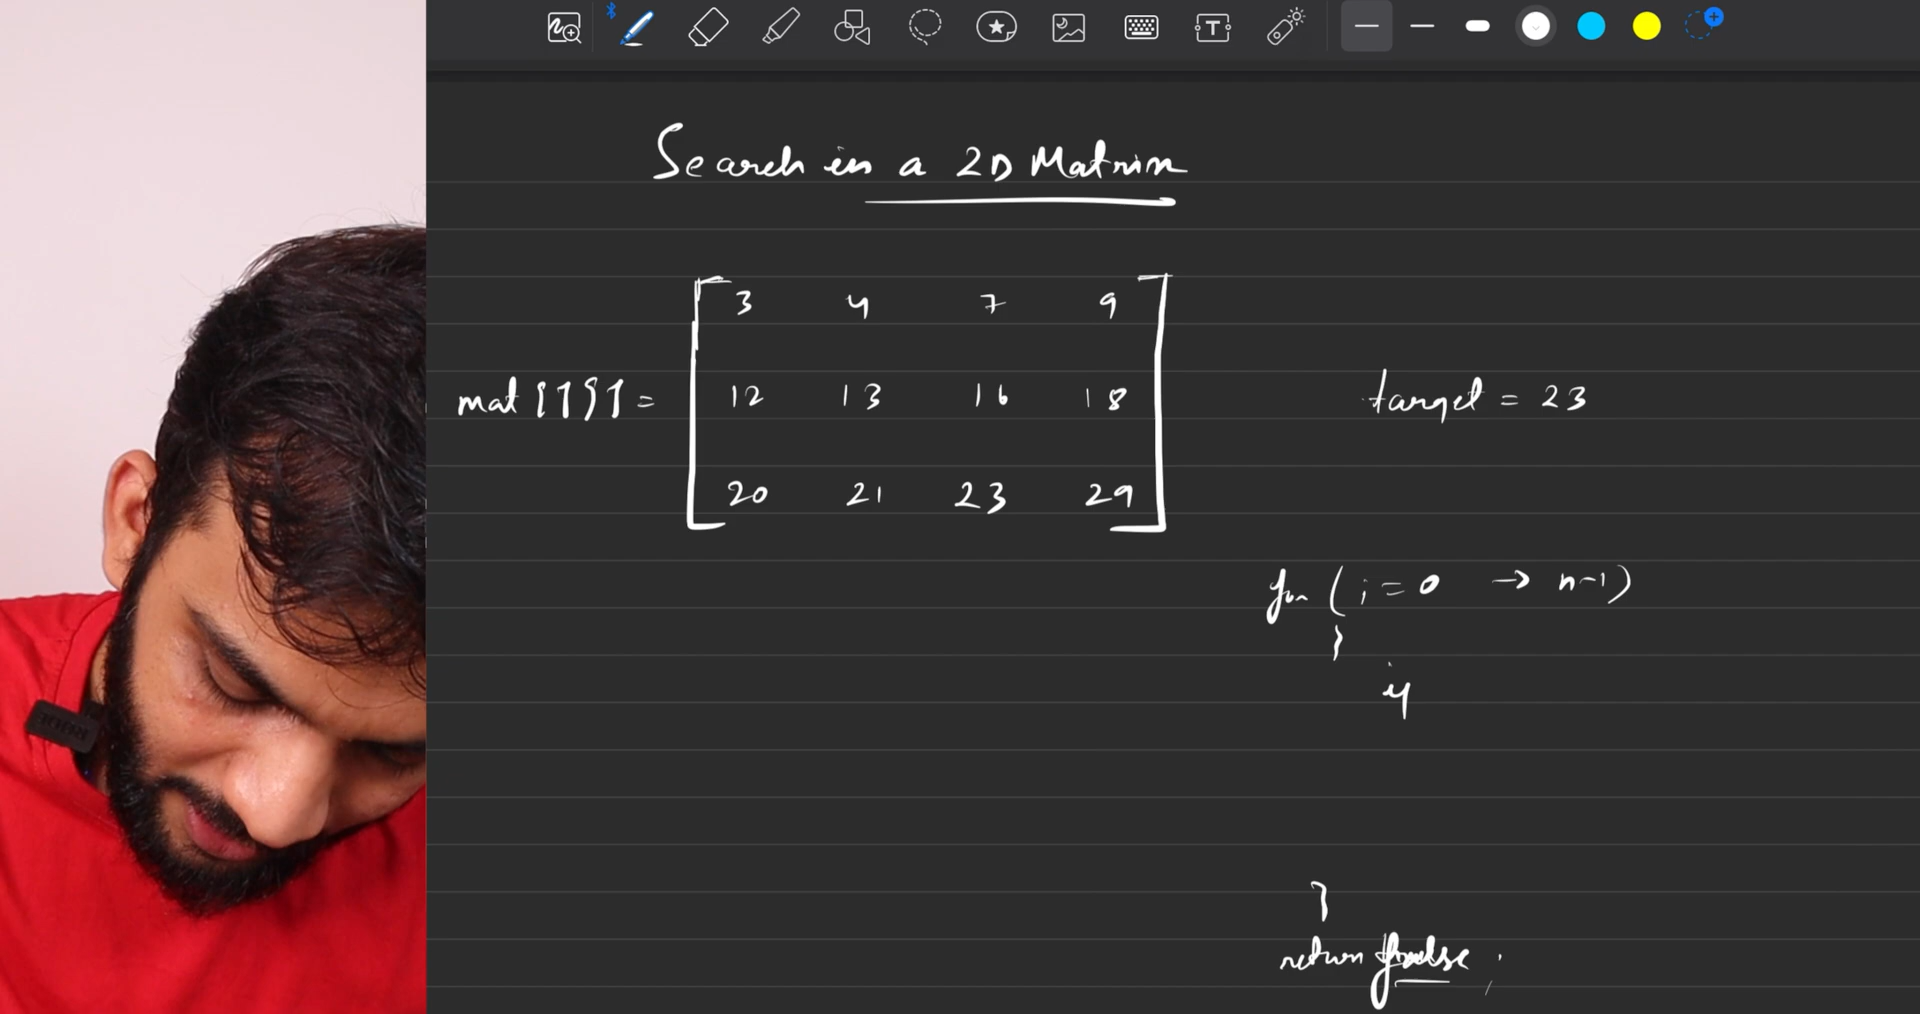 Search in a 2D Matrix
3 4 7 9
mat [ ] [ ] = 12 13 16 18 target = 23
20 21 23 29
for ( i = 0 → n-1)
{
if
}
return false ;